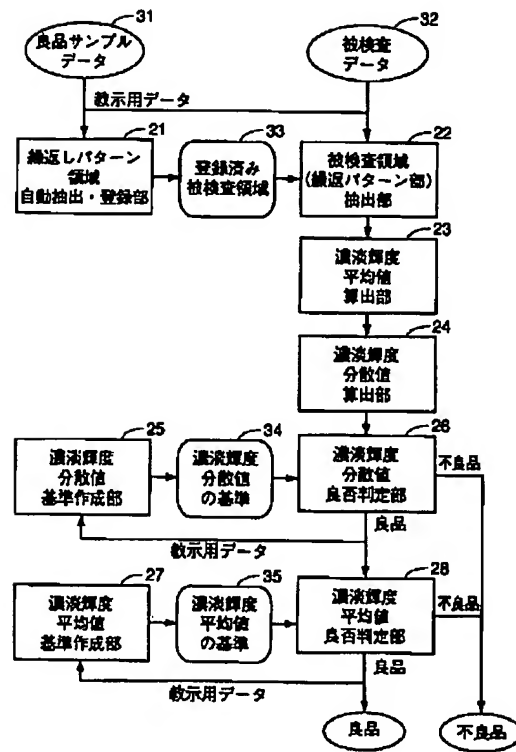 31
良品サンプル
データ
32
被検査
データ
教示用データ
21
繰返しパターン
領域
自動抽出・登録部
33
登録済み
被検査領域
22
被検査領域
(繰返パターン部)
抽出部
23
濃淡輝度
平均値
算出部
24
濃淡輝度
分散値
算出部
25
濃淡輝度
分散値
基準作成部
34
濃淡輝度
分散値
の基準
26
濃淡輝度
分散値
良否判定部
不良品
良品
教示用データ
27
濃淡輝度
平均値
基準作成部
35
濃淡輝度
平均値
の基準
28
濃淡輝度
平均値
良否判定部
不良品
良品
教示用データ
良品
不良品